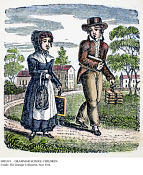 GRAMMAR SCHOOL CHILDREN.
Credit: The Granger Collection, New York